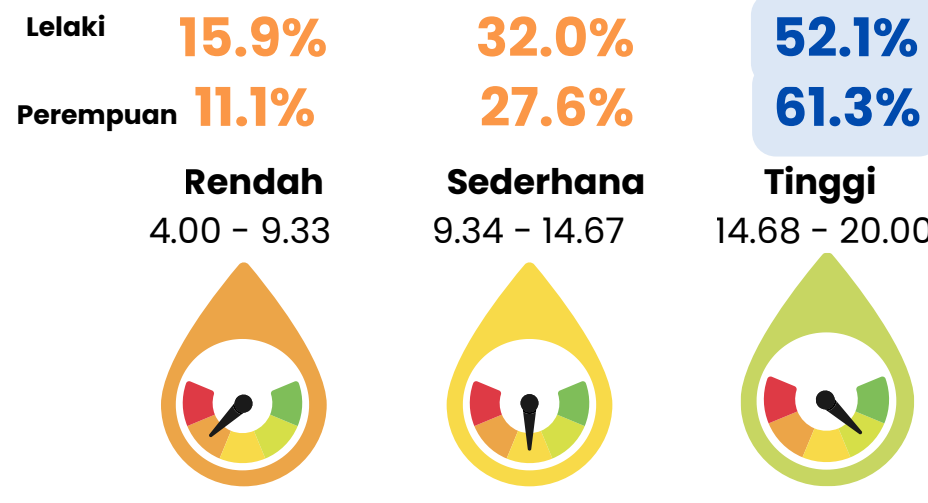 Lelaki 15.9% 32.0% 52.1%
Perempuan 11.1% 27.6% 61.3%
Rendah Sederhana Tinggi
4.00 - 9.33 9.34 - 14.67 14.68 - 20.00